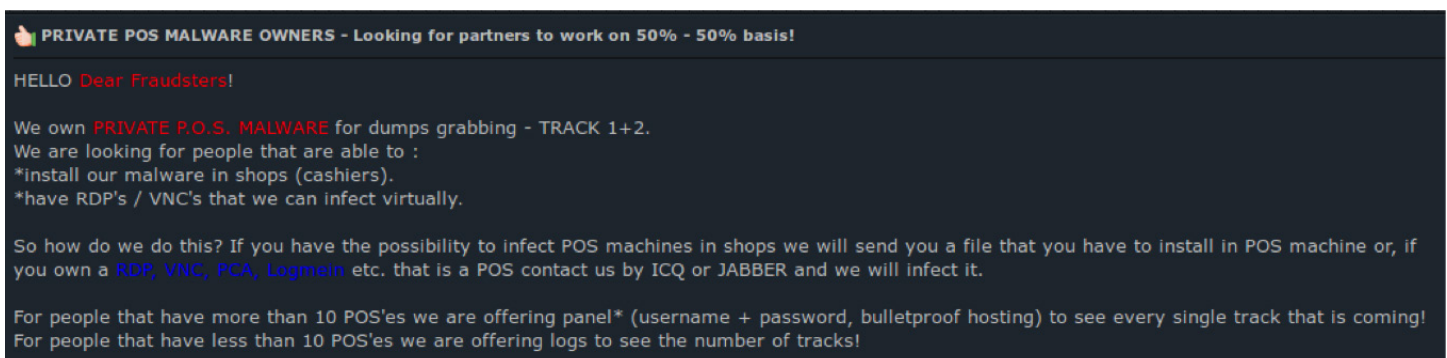 PRIVATE POS MALWARE OWNERS - Looking for partners to work on 50% - 50% basis!
HELLO Dear Fraudsters!
We own PRIVATE P.O.S. MALWARE for dumps grabbing - TRACK 1+2.
We are looking for people that are able to :
*install our malware in shops (cashiers).
*have RDP's / VNC's that we can infect virtually.
So how do we do this? If you have the possibility to infect POS machines in shops we will send you a file that you have to install in POS machine or, if
you own a RDP, VNC, PCA, Logmein etc. that is a POS contact us by ICQ or JABBER and we will infect it.
For people that have more than 10 POS'es we are offering panel* (username + password, bulletproof hosting) to see every single track that is coming!
For people that have less than 10 POS'es we are offering logs to see the number of tracks!